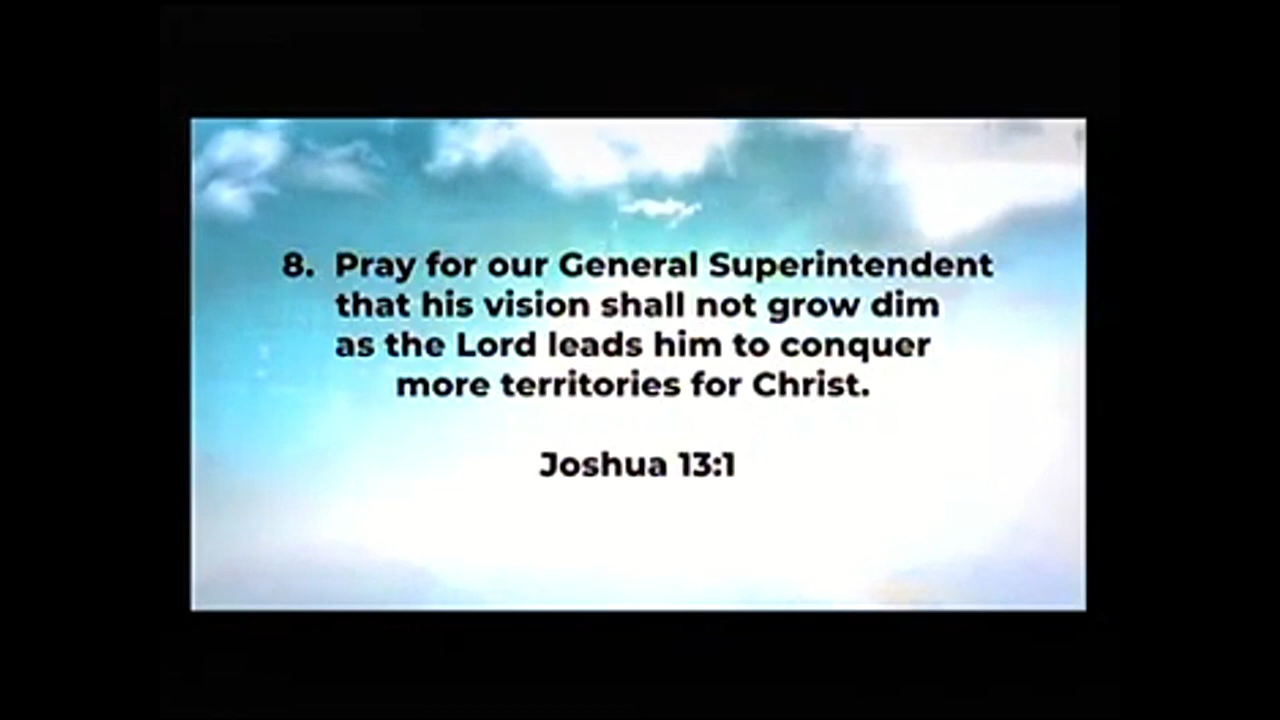 8. Pray for our General Superintendent
that his vision shall not grow dim
as the Lord leads him to conquer
more territories for Christ.
Joshua 13:1